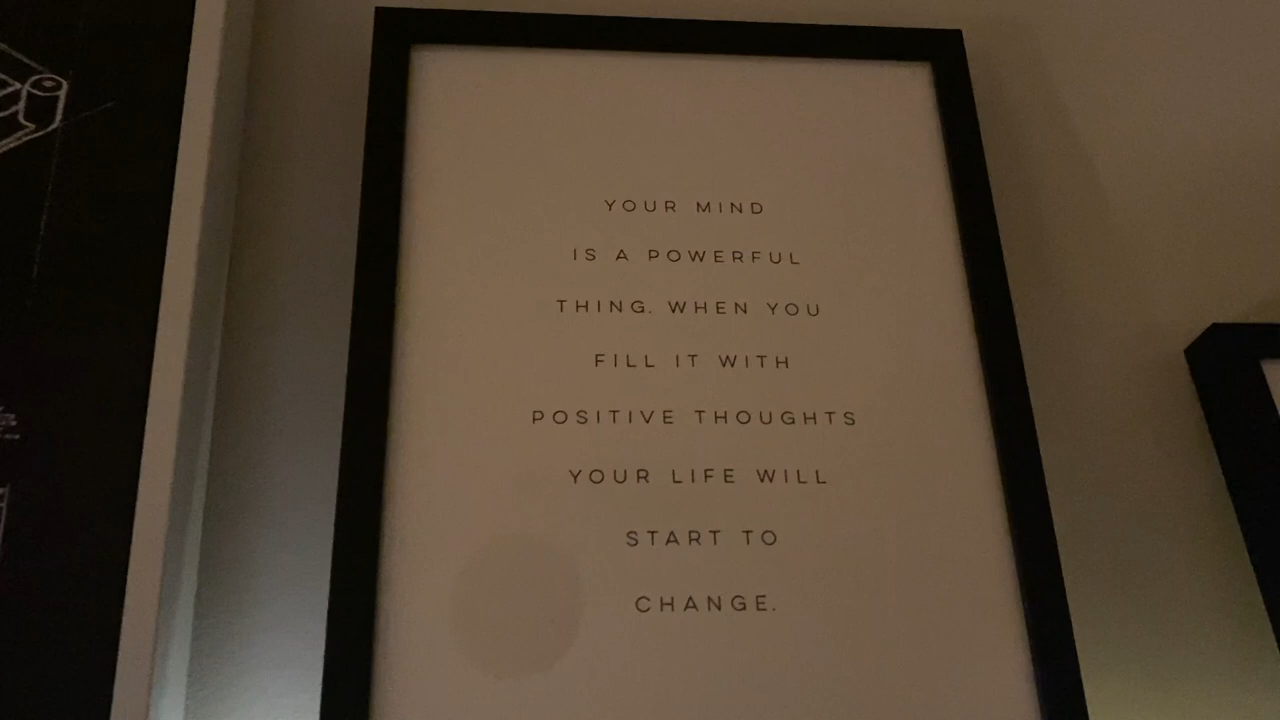 YOUR MIND
IS A POWERFUL
THING. WHEN YOU
FILL IT WITH
POSITIVE THOUGHTS
YOUR LIFE WILL
START TO
CHANGE.